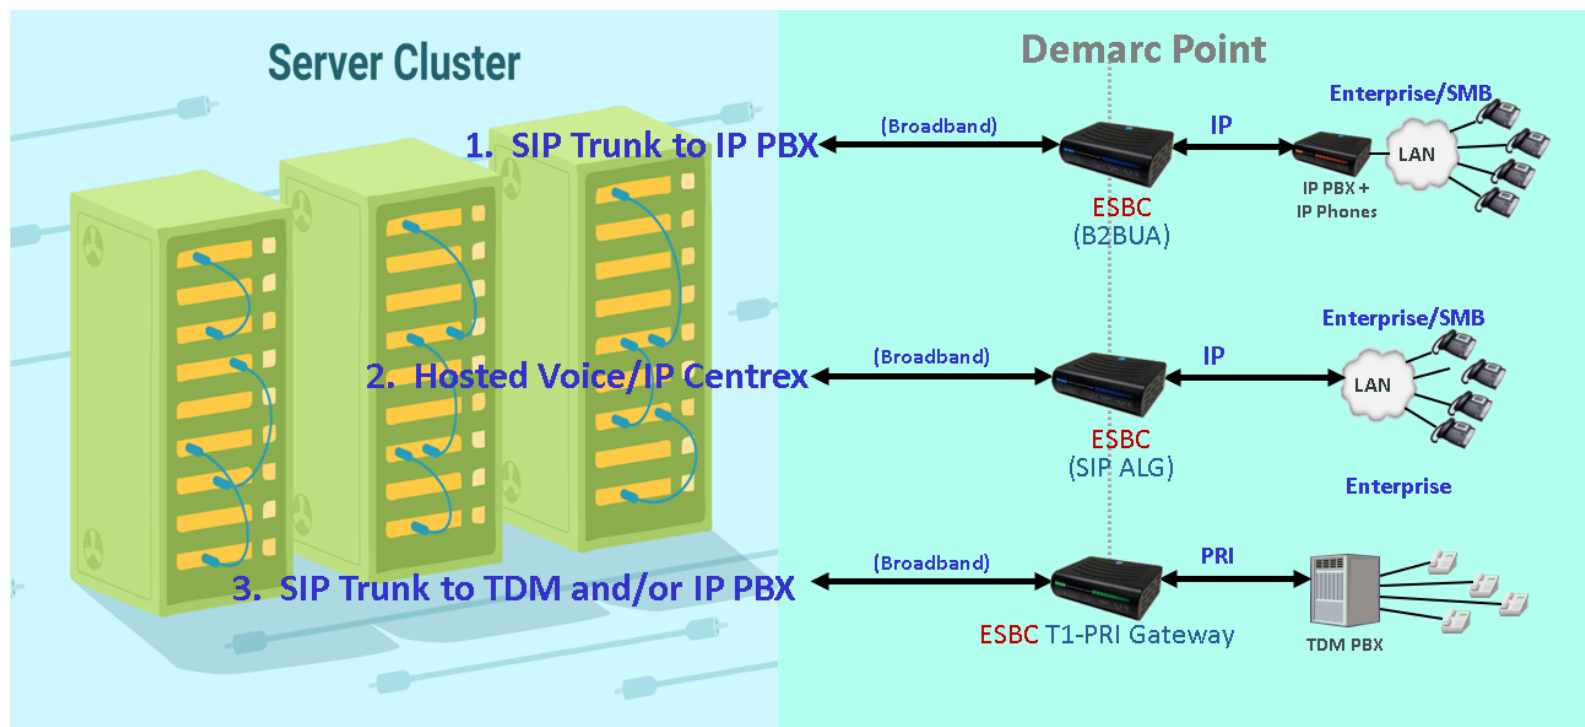 Server Cluster
Demarc Point
Enterprise/SMB
1. SIP Trunk to IP PBX
(Broadband)
IP
LAN
IP PBX +
IP Phones
ESBC
(B2BUA)
Enterprise/SMB
2. Hosted Voice/IP Centrex
(Broadband)
IP
LAN
ESBC
(SIP ALG)
Enterprise
3. SIP Trunk to TDM and/or IP PBX
(Broadband)
PRI
ESBC T1-PRI Gateway
TDM PBX